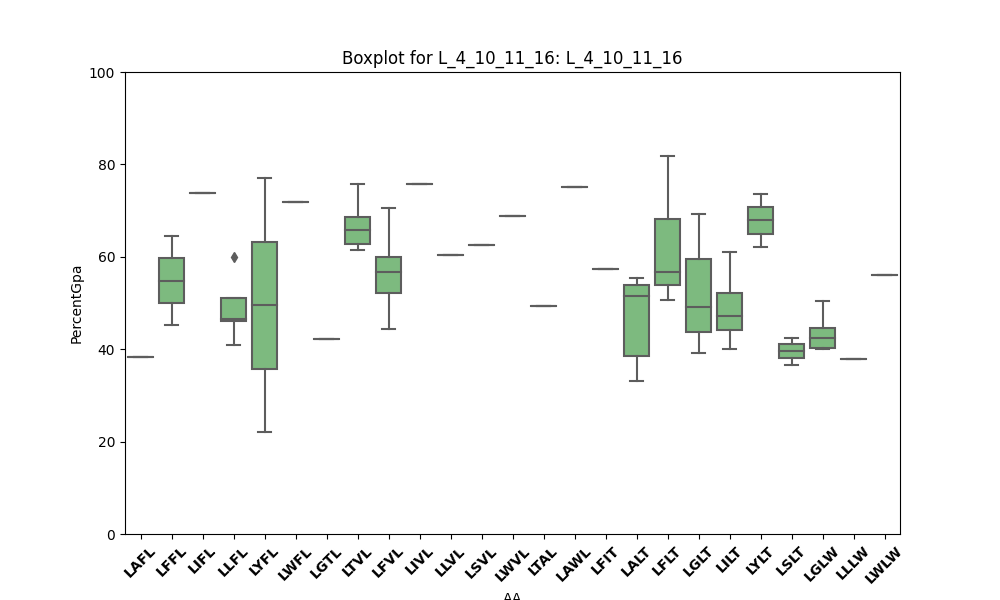 Boxplot for L_4_10_11_16: L_4_10_11_16
100
80
60
40
20
0
PercentGpa
LAFL
LFFL
LIFL
LLFL
LYFL
LWFL
LGTL
LTVL
LFVL
LIVL
LLVL
LSVL
LWVL
LTAL
LAWL
LFIT
LALT
LFLT
LGLT
LILT
LYLT
LSLT
LGLW
LLLW
LWLW
AA